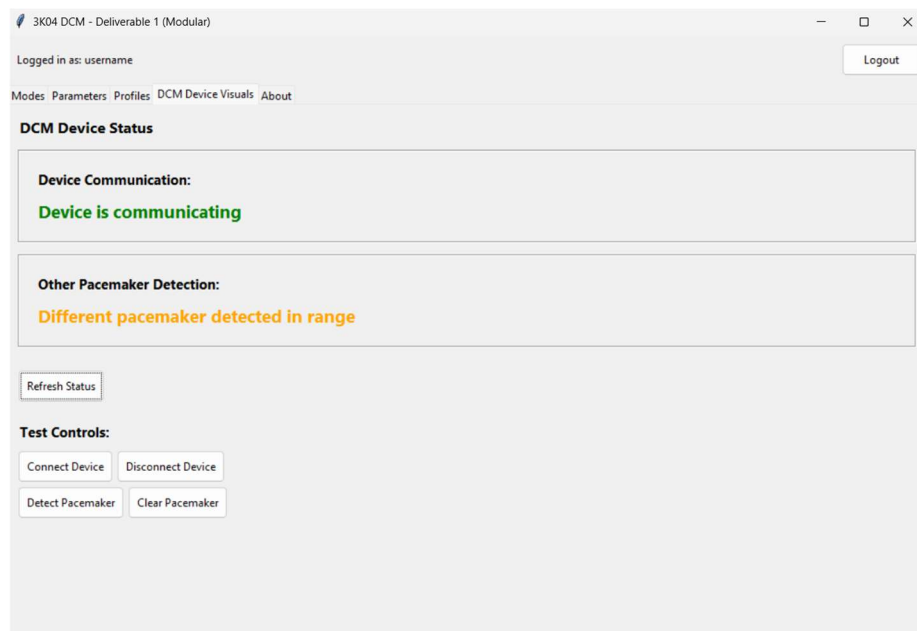 3K04 DCM - Deliverable 1 (Modular)
Logged in as: username
Logout
Modes Parameters Profiles DCM Device Visuals About
DCM Device Status
Device Communication:
Device is communicating
Other Pacemaker Detection:
Different pacemaker detected in range
Refresh Status
Test Controls:
Connect Device Disconnect Device
Detect Pacemaker Clear Pacemaker